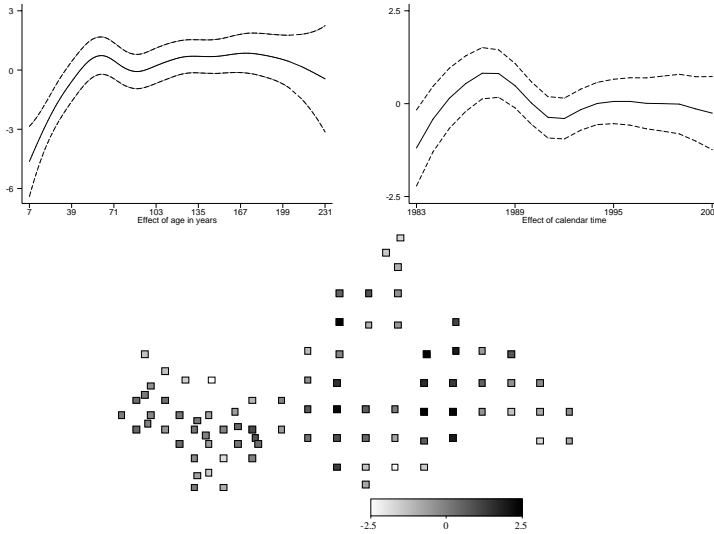 3
0
-3
-6
7 39 71 103 135 167 199 231
Effect of age in years
2.5
0
-2.5
1983 1989 1995 200
Effect of calendar time
-2.5 0 2.5